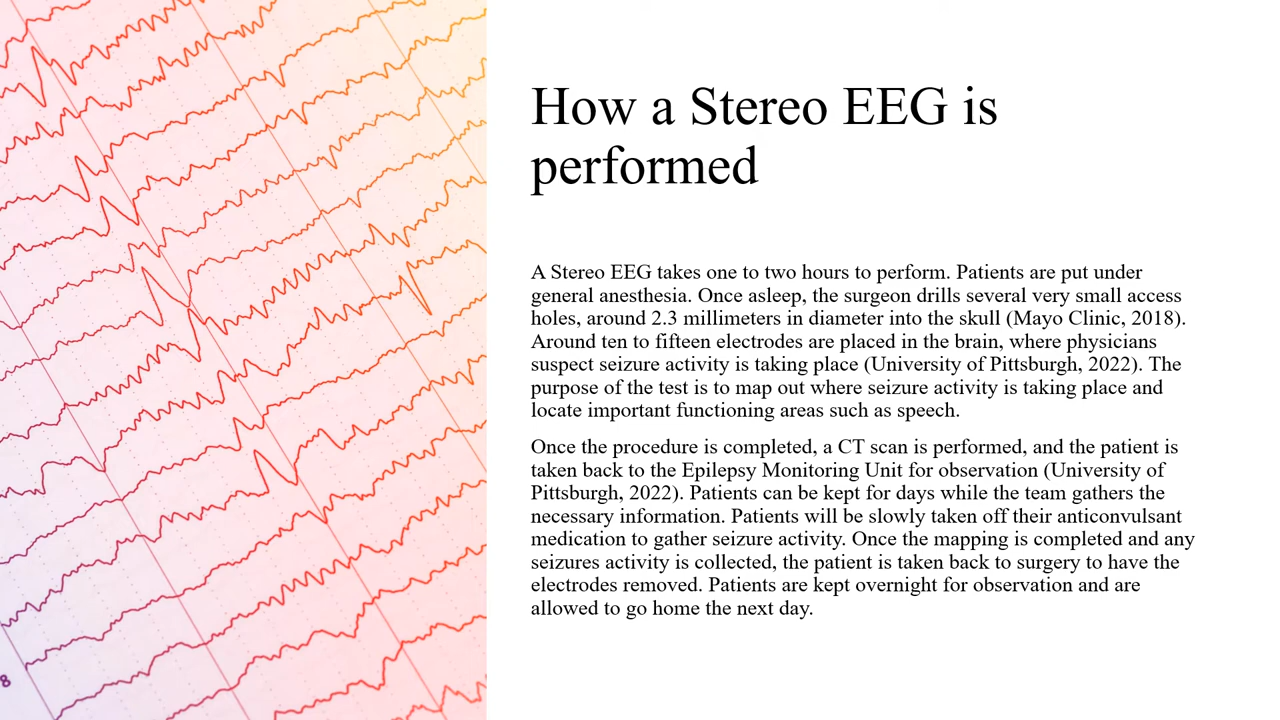 How a Stereo EEG is
performed
A Stereo EEG takes one to two hours to perform. Patients are put under
general anesthesia. Once asleep, the surgeon drills several very small access
holes, around 2.3 millimeters in diameter into the skull (Mayo Clinic, 2018).
Around ten to fifteen electrodes are placed in the brain, where physicians
suspect seizure activity is taking place (University of Pittsburgh, 2022). The
purpose of the test is to map out where seizure activity is taking place and
locate important functioning areas such as speech.
Once the procedure is completed, a CT scan is performed, and the patient is
taken back to the Epilepsy Monitoring Unit for observation (University of
Pittsburgh, 2022). Patients can be kept for days while the team gathers the
necessary information. Patients will be slowly taken off their anticonvulsant
medication to gather seizure activity. Once the mapping is completed and any
seizures activity is collected, the patient is taken back to surgery to have the
electrodes removed. Patients are kept overnight for observation and are
allowed to go home the next day.
8